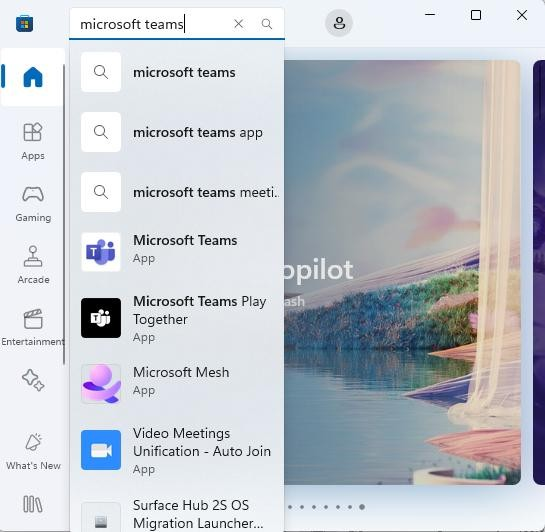 microsoft teams
microsoft teams
microsoft teams app
microsoft teams meeti..
Microsoft Teams
App
Microsoft Teams Play
Together
App
Microsoft Mesh
App
Video Meetings
Unification - Auto Join
App
Surface Hub 2S OS
Migration Launcher...
Apps
Gaming
Arcade
Entertainment
What's New
opilot
ash